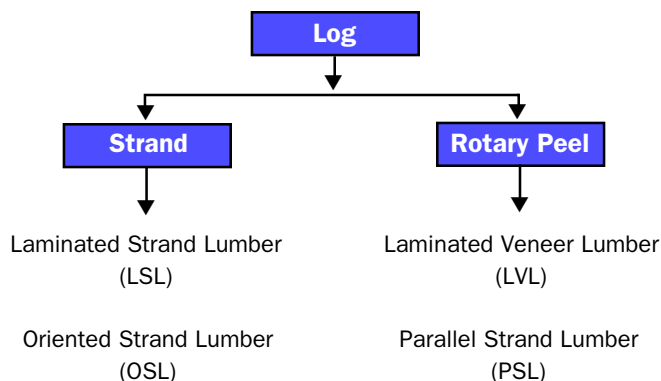 Log
Strand
Rotary Peel
Laminated Strand Lumber
(LSL)
Laminated Veneer Lumber
(LVL)
Oriented Strand Lumber
(OSL)
Parallel Strand Lumber
(PSL)